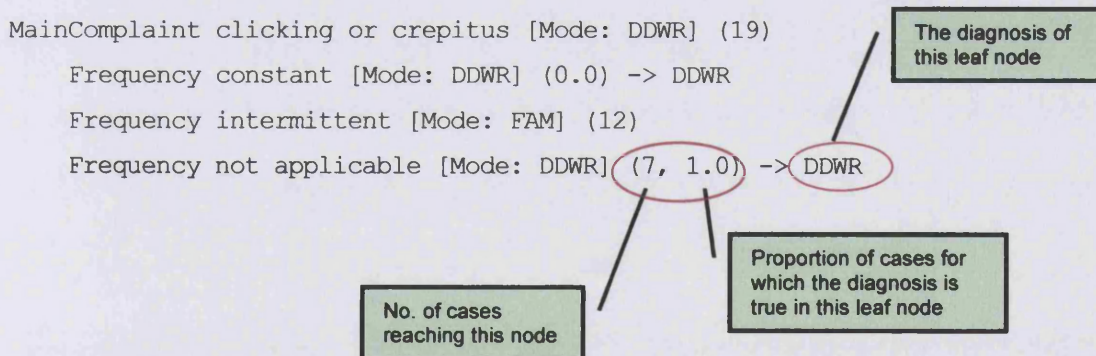 MainComplaint clicking or crepitus [Mode: DDWR] (19)
Frequency constant [Mode: DDWR] (0.0) -> DDWR
Frequency intermittent [Mode: FAM] (12)
Frequency not applicable [Mode: DDWR] (7, 1.0) -> DDWR
The diagnosis of
this leaf node
Proportion of cases for
which the diagnosis is
true in this leaf node
No. of cases
reaching this node